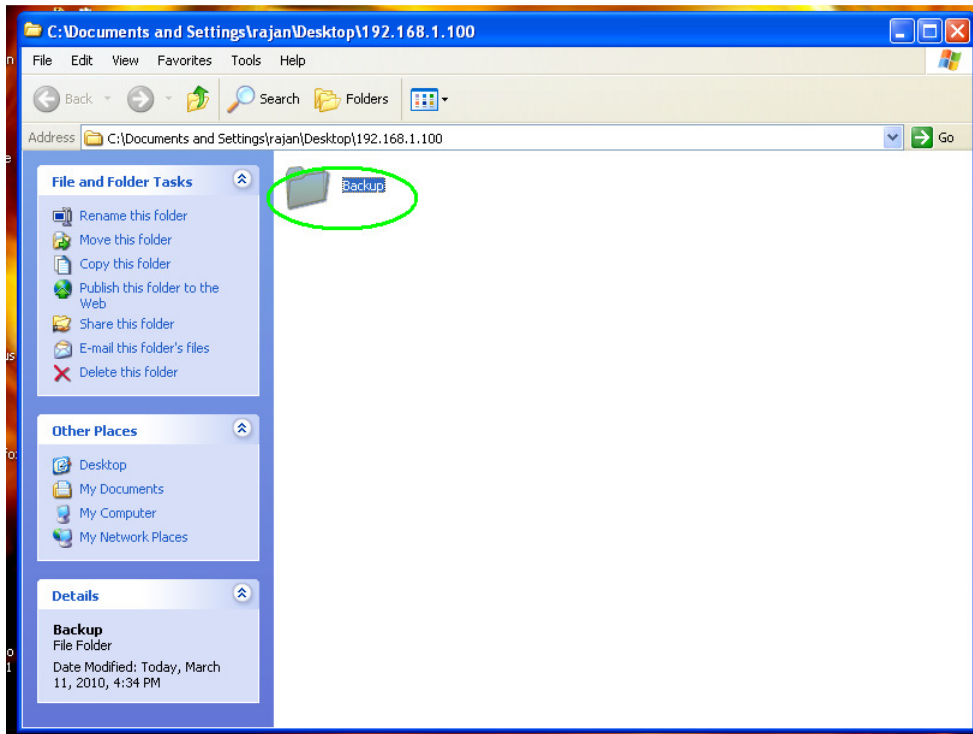 C:\Documents and Settings\rajan\Desktop\192.168.1.100
File Edit View Favorites Tools Help
Back Search Folders
Address C:\Documents and Settings\rajan\Desktop\192.168.1.100 Go
File and Folder Tasks
Rename this folder
Move this folder
Copy this folder
Publish this folder to the
Web
Share this folder
E-mail this folder's files
Delete this folder
Other Places
Desktop
My Documents
My Computer
My Network Places
Details
Backup
File Folder
Date Modified: Today, March
11, 2010, 4:34 PM
Backup